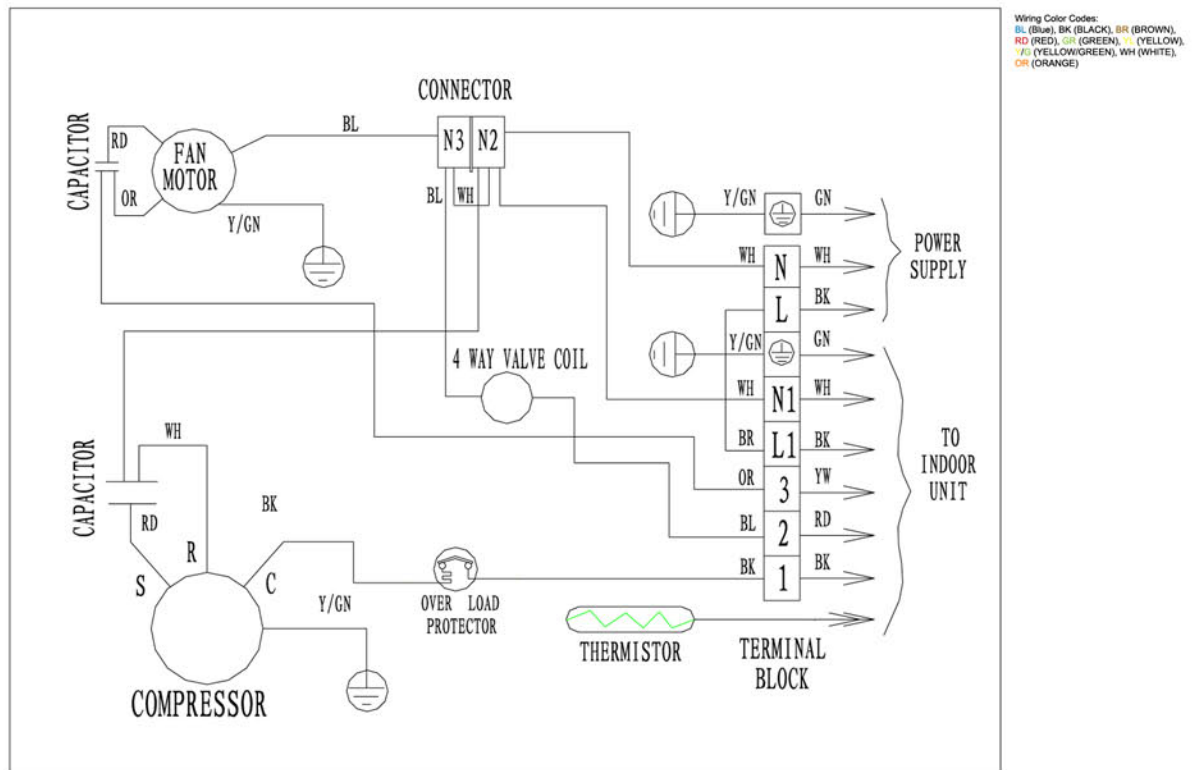 Wiring Color Codes:
BL (Blue), BK (BLACK), BR (BROWN),
RD (RED), GR (GREEN), YL (YELLOW),
Y/G (YELLOW/GREEN), WH (WHITE),
OR (ORANGE)
CONNECTOR
N3 N2
CAPACITOR
RD
OR
FAN
MOTOR
BL
Y/GN
BL
WH
Y/GN
GN
WH
N
WH
L
BK
POWER
SUPPLY
Y/GN
GN
WH
N1
WH
BR
L1
BK
OR
3
YW
BL
2
RD
BK
1
BK
TO
INDOOR
UNIT
4 WAY VALVE COIL
CAPACITOR
WH
RD
BK
S
R
C
Y/GN
COMPRESSOR
OVER LOAD
PROTECTOR
THERMISTOR
TERMINAL
BLOCK